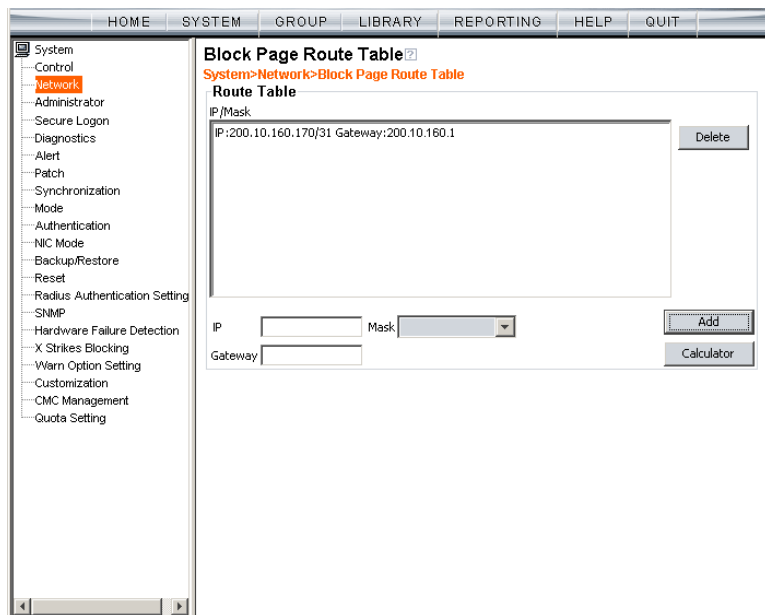 HOME SYSTEM GROUP LIBRARY REPORTING HELP QUIT
System
Control
Network
Administrator
Secure Logon
Diagnostics
Alert
Patch
Synchronization
Mode
Authentication
NIC Mode
Backup/Restore
Reset
Radius Authentication Setting
SNMP
Hardware Failure Detection
X Strikes Blocking
Warn Option Setting
Customization
CMC Management
Quota Setting
Block Page Route Table ?
System>Network>Block Page Route Table
Route Table
IP/Mask
IP:200.10.160.170/31 Gateway:200.10.160.1
Delete
IP Mask Add
Gateway Calculator